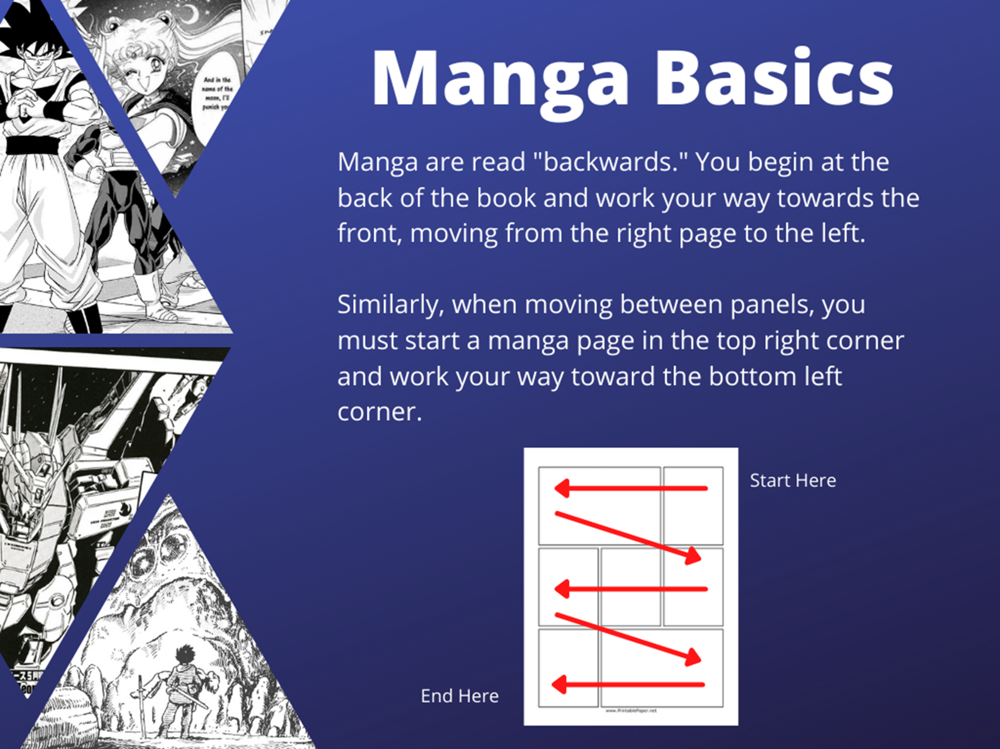 Manga Basics
Manga are read "backwards." You begin at the
back of the book and work your way towards the
front, moving from the right page to the left.
Similarly, when moving between panels, you
must start a manga page in the top right corner
and work your way toward the bottom left
corner.
Start Here
End Here
www.PrintablePaper.net
And in the
name of the
moon, I'll
punish yo